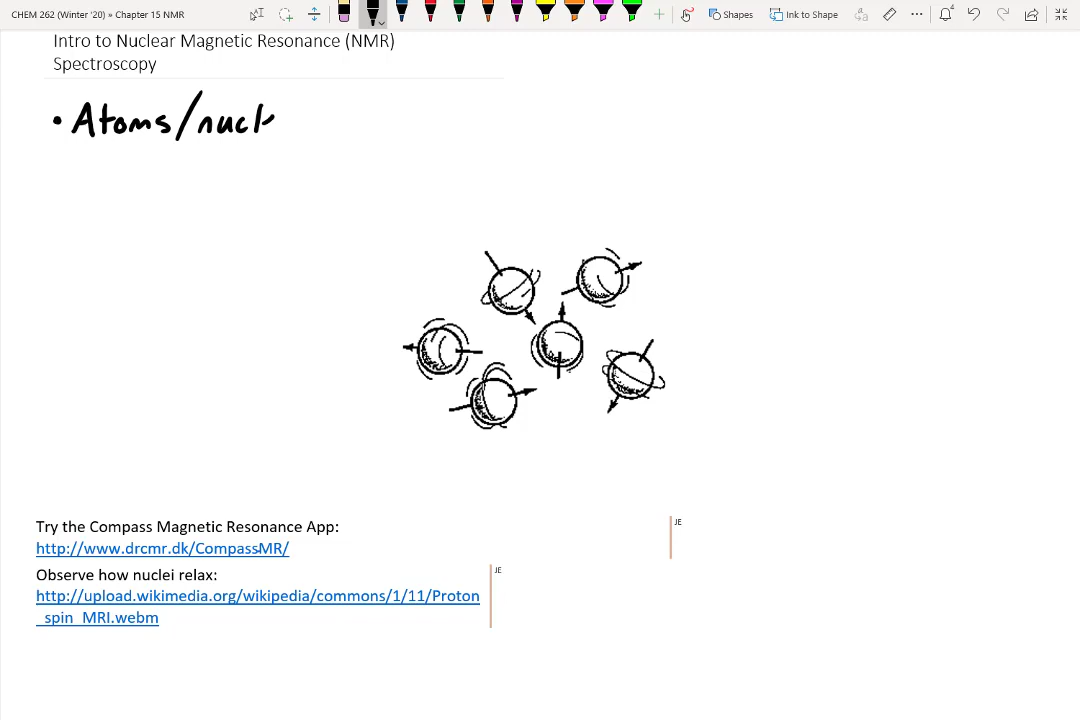 CHEM 262 (Winter '20) » Chapter 15 NMR
Shapes
Ink to Shape
Intro to Nuclear Magnetic Resonance (NMR)
Spectroscopy
• Atoms/nucl
Try the Compass Magnetic Resonance App:
JE
http://www.drcmr.dk/CompassMR/
Observe how nuclei relax:
JE
http://upload.wikimedia.org/wikipedia/commons/1/11/Proton
_spin_MRI.webm